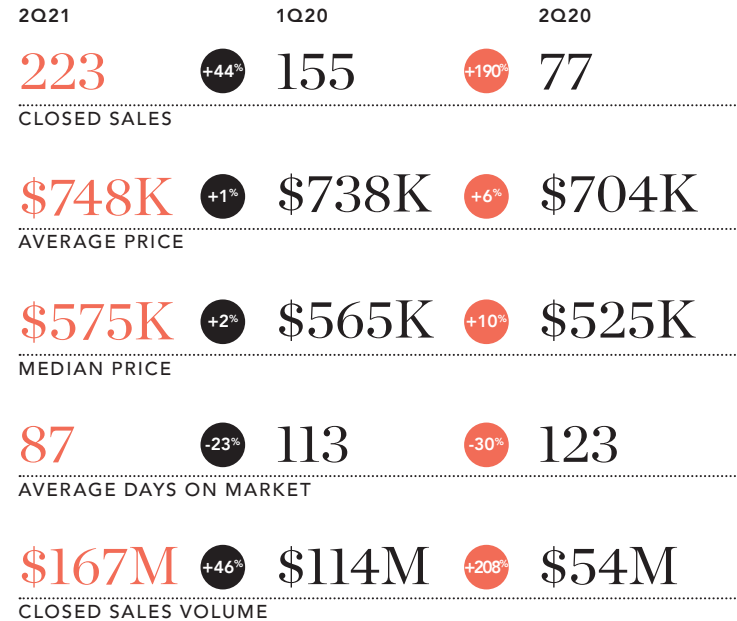 2Q21 1Q20 2Q20
223 +44% 155 +190% 77
CLOSED SALES
$748K +1% $738K +6% $704K
AVERAGE PRICE
$575K +2% $565K +10% $525K
MEDIAN PRICE
87 -23% 113 -30% 123
AVERAGE DAYS ON MARKET
$167M +46% $114M +208% $54M
CLOSED SALES VOLUME